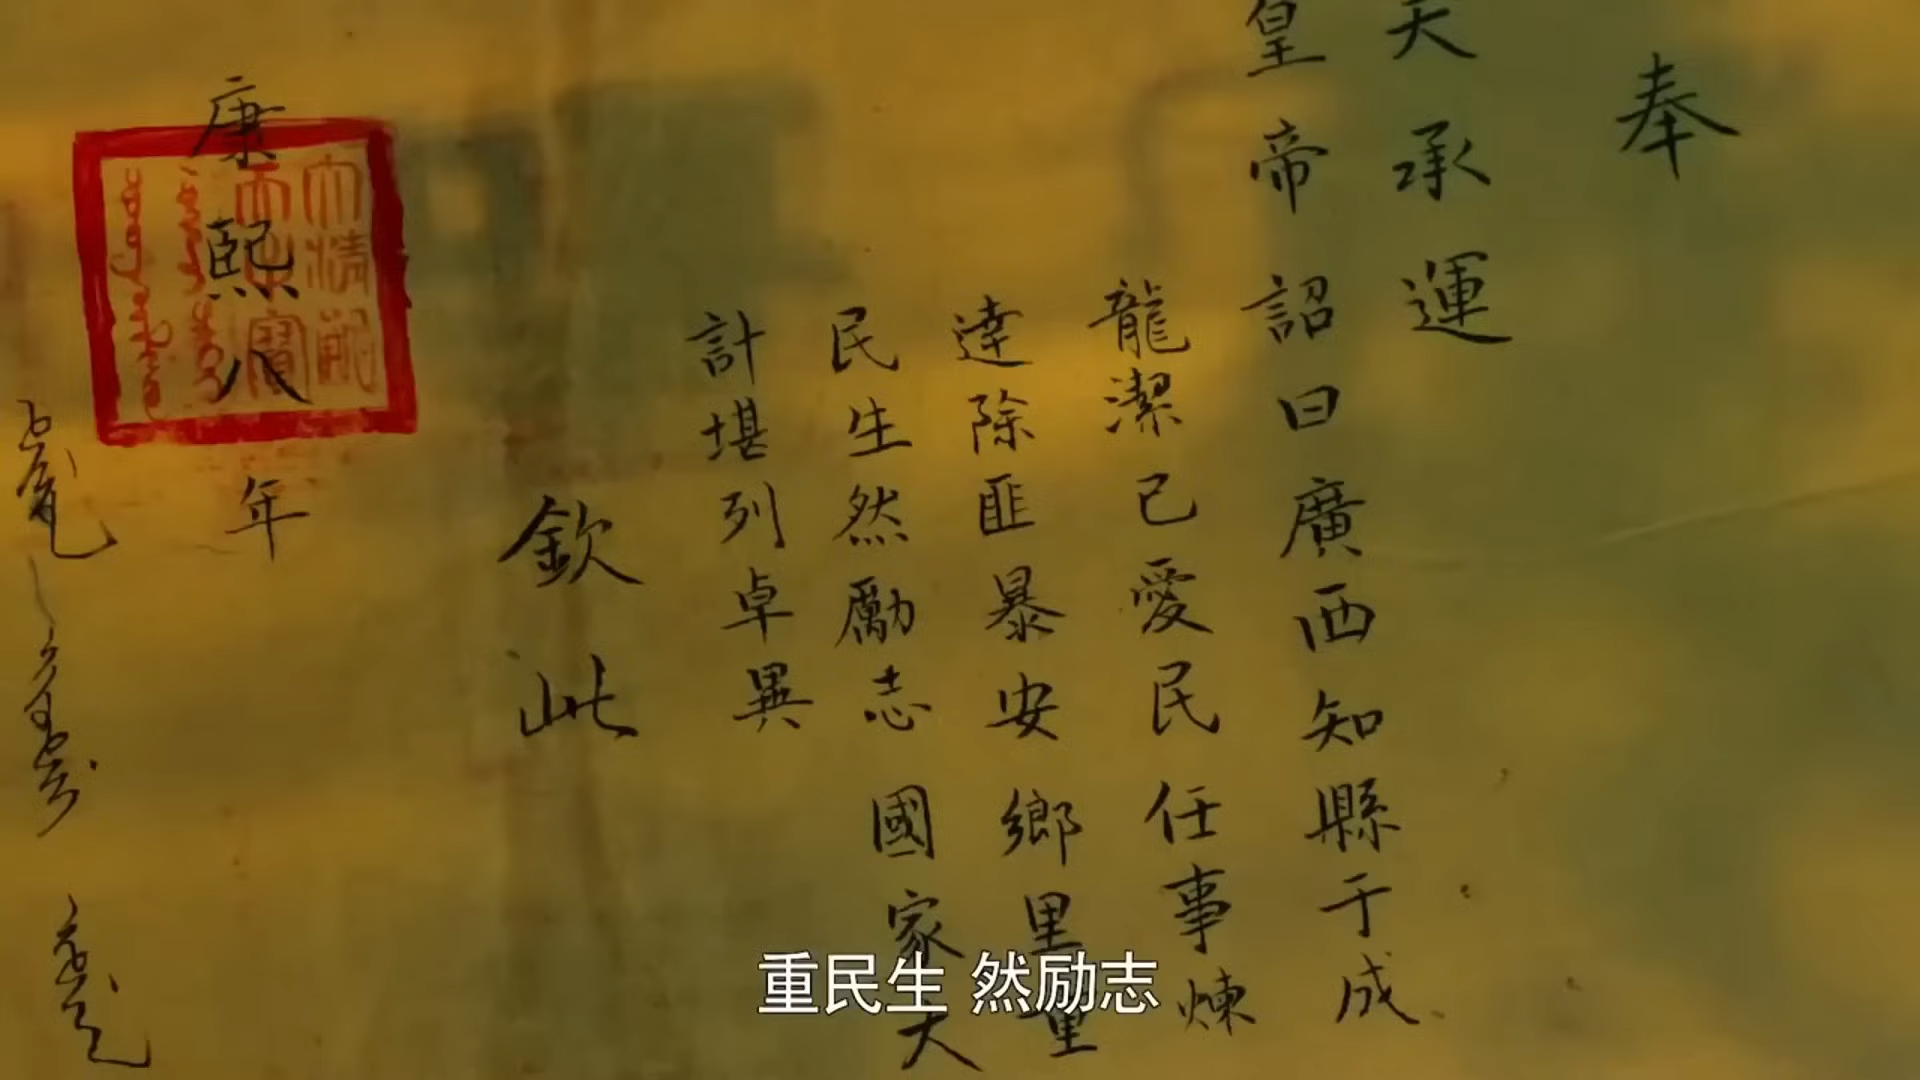 奉
天承運
皇帝詔曰廣西知縣于成
龍潔已愛民任事煉
達除匪暴安鄉里重
民生然勵志國家大
計堪列卓異
欽此
康熙八年
重民生 然励志